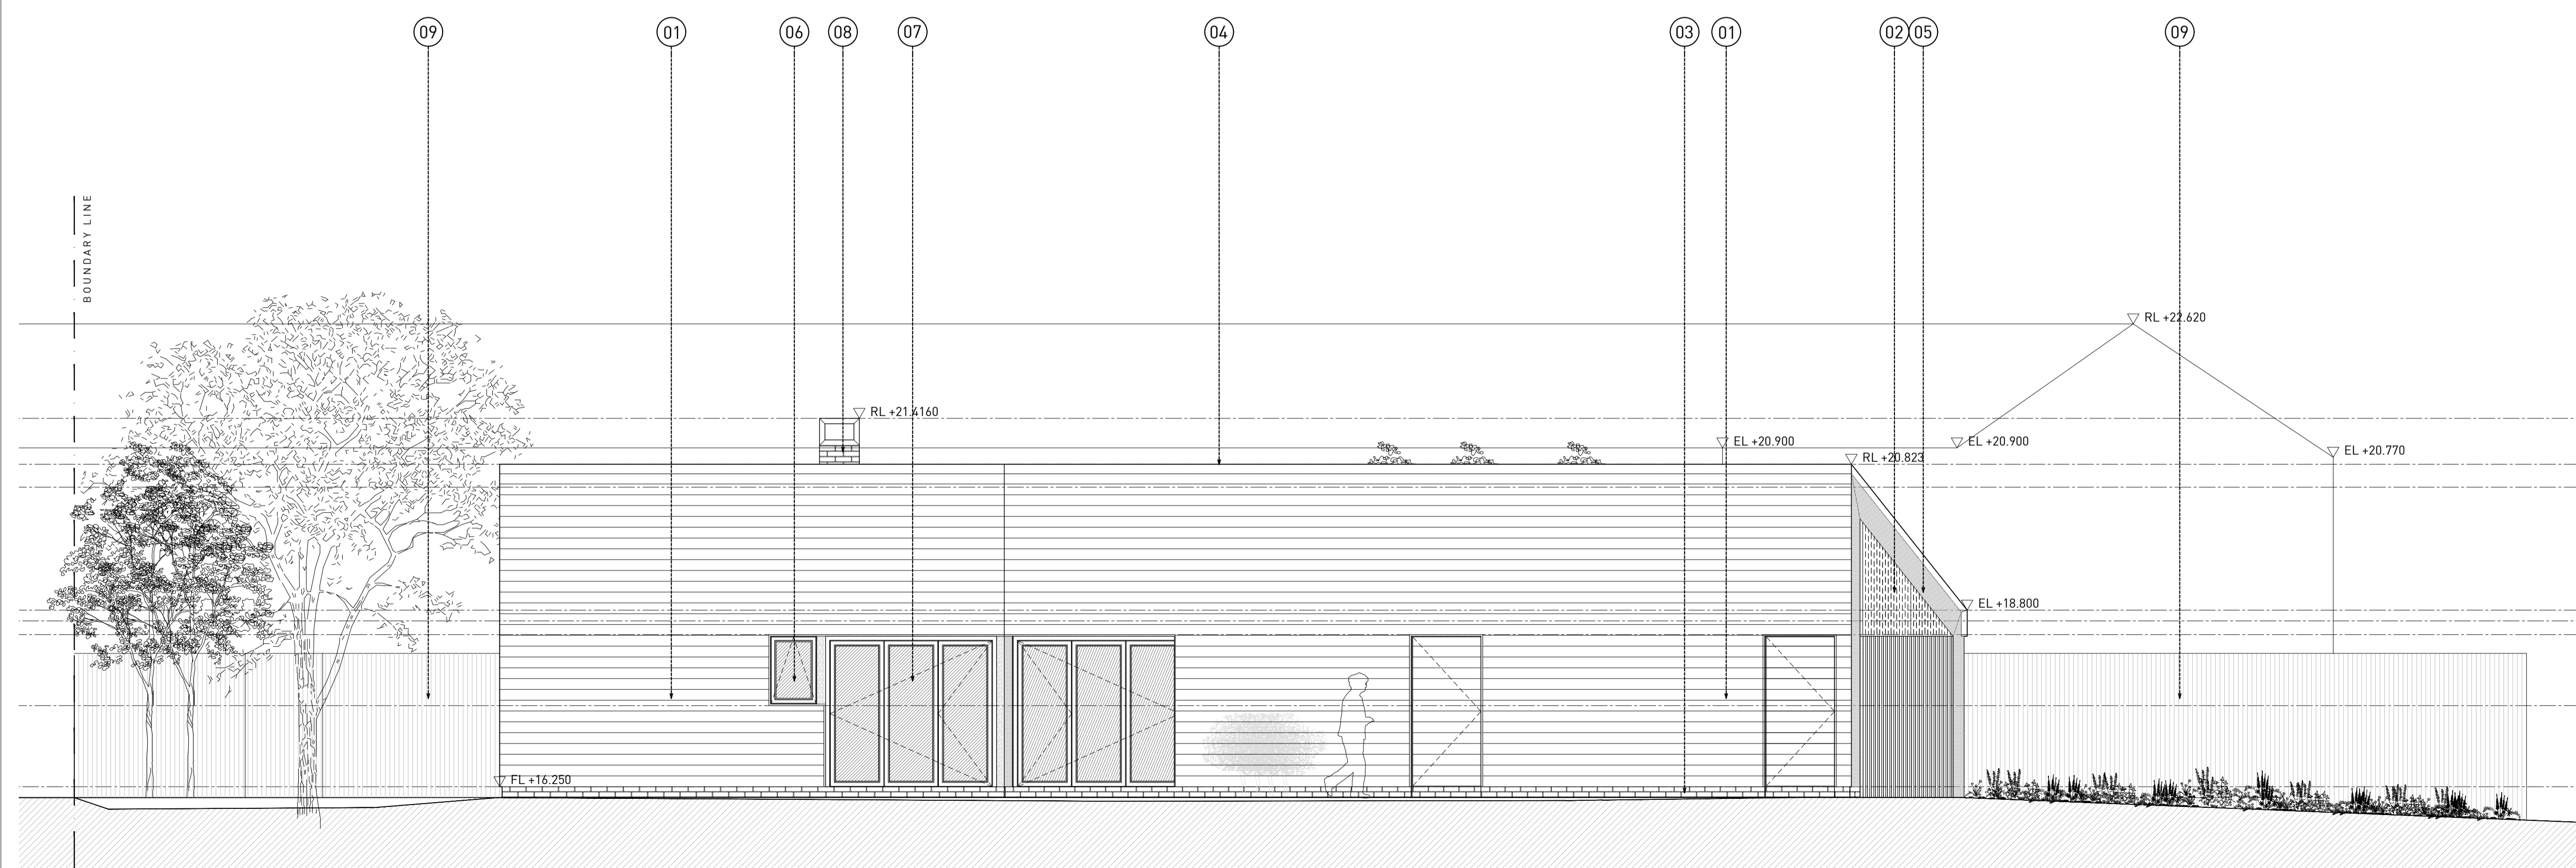 09
01
06
08
07
04
03
01
02
05
09
BOUNDARY LINE
RL +22.620
RL +21.4160
EL +20.900
EL +20.900
EL +20.770
RL +20.823
EL +18.800
FL +16.250